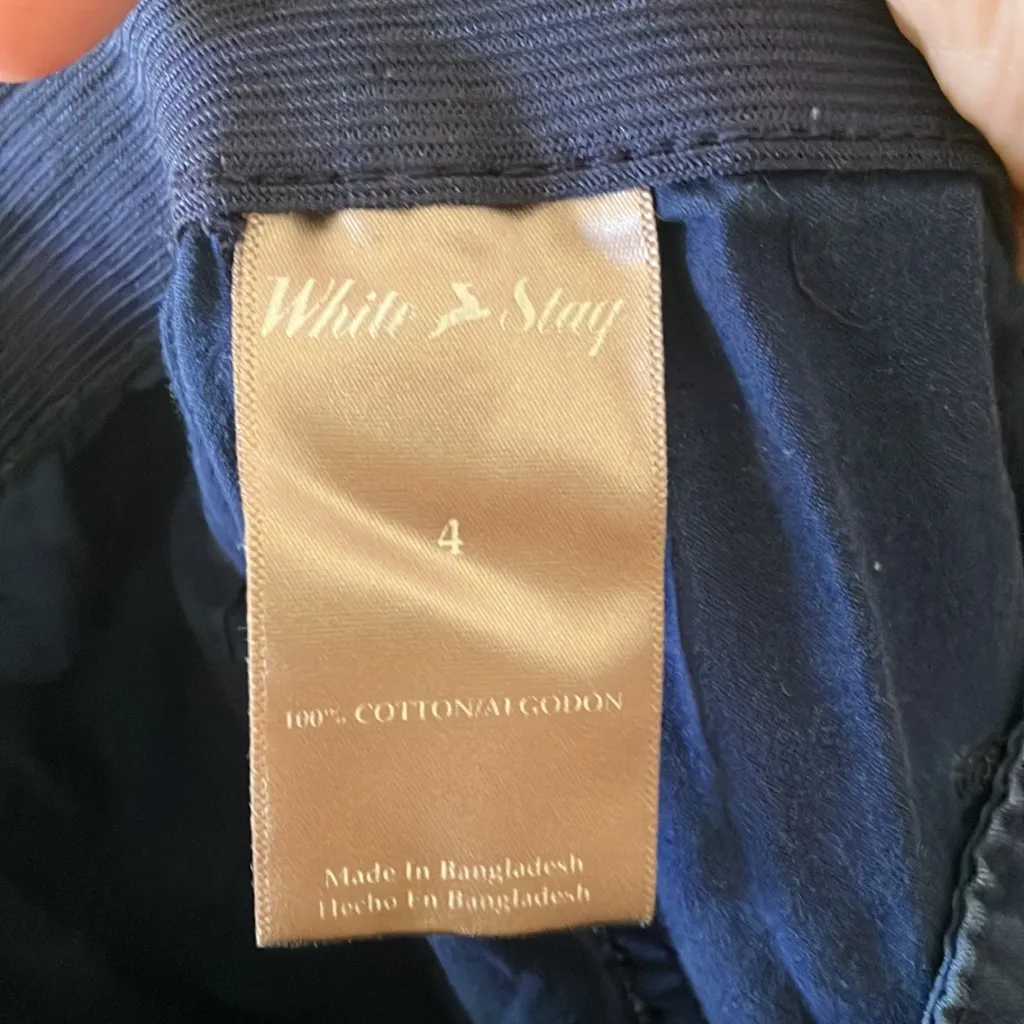 White Stag
4
100% COTTON/ALGODON
Made In Bangladesh
Hecho En Bangladesh